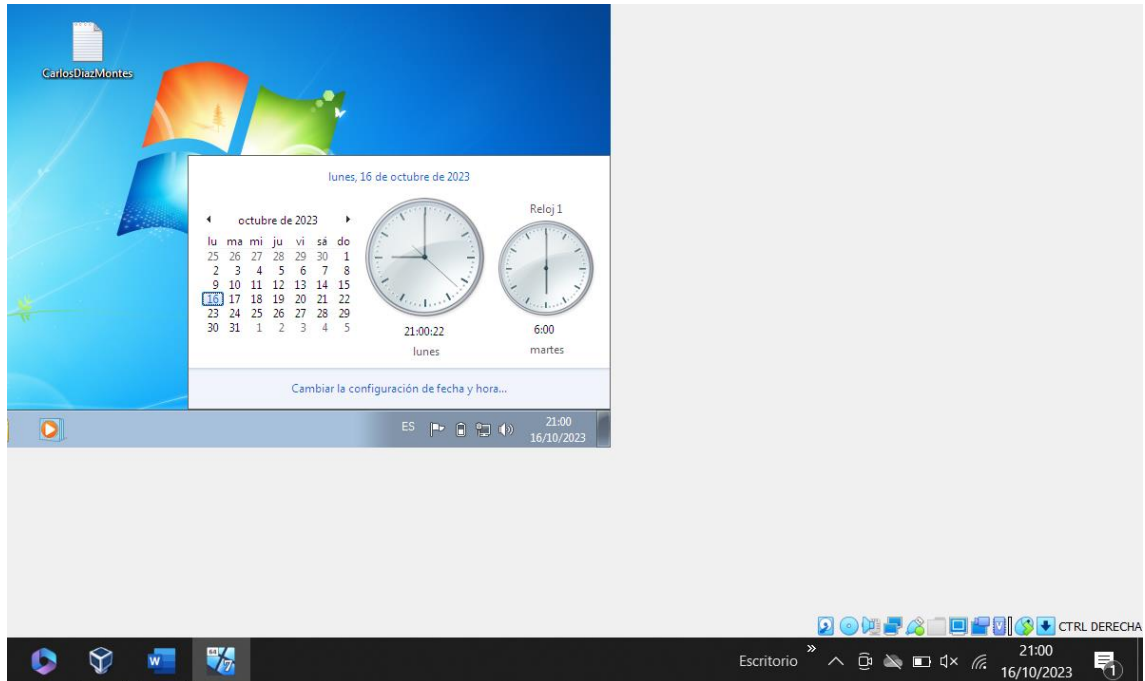 CarlosDiazMontes
lunes, 16 de octubre de 2023
octubre de 2023
lu ma mi ju vi sá do
25 26 27 28 29 30 1
2 3 4 5 6 7 8
9 10 11 12 13 14 15
16 17 18 19 20 21 22
23 24 25 26 27 28 29
30 31 1 2 3 4 5
21:00:22
lunes
Reloj 1
6:00
martes
Cambiar la configuración de fecha y hora...
ES
21:00
16/10/2023
CTRL DERECHA
W
64
7
Escritorio
»
21:00
16/10/2023
1